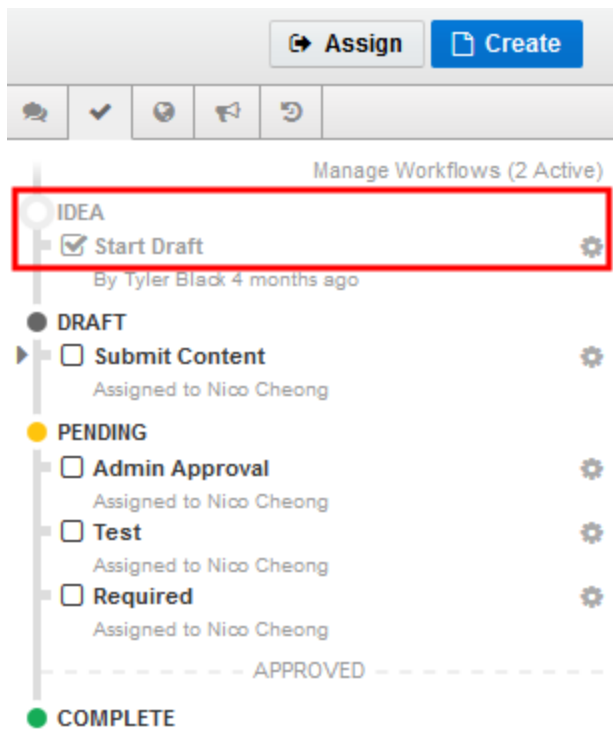 Assign Create
Manage Workflows (2 Active)
IDEA
Start Draft
By Tyler Black 4 months ago
DRAFT
Submit Content
Assigned to Nico Cheong
PENDING
Admin Approval
Assigned to Nico Cheong
Test
Assigned to Nico Cheong
Required
Assigned to Nico Cheong
APPROVED
COMPLETE